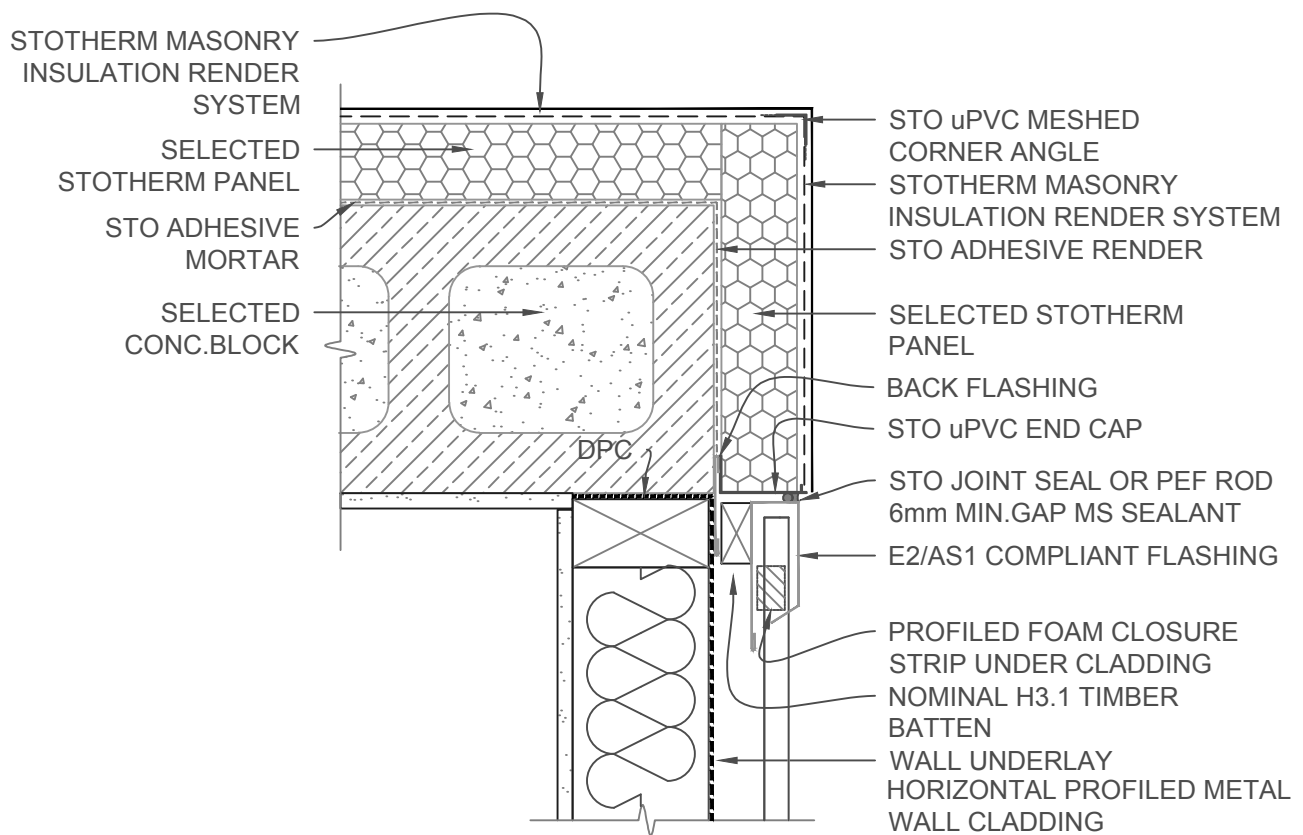 STOTHERM MASONRY
INSULATION RENDER
SYSTEM
SELECTED
STOTHERM PANEL
STO ADHESIVE
MORTAR
SELECTED
CONC.BLOCK
DPC
STO uPVC MESHED
CORNER ANGLE
STOTHERM MASONRY
INSULATION RENDER SYSTEM
STO ADHESIVE RENDER
SELECTED STOTHERM
PANEL
BACK FLASHING
STO uPVC END CAP
STO JOINT SEAL OR PEF ROD
6mm MIN.GAP MS SEALANT
E2/AS1 COMPLIANT FLASHING
PROFILED FOAM CLOSURE
STRIP UNDER CLADDING
NOMINAL H3.1 TIMBER
BATTEN
WALL UNDERLAY
HORIZONTAL PROFILED METAL
WALL CLADDING